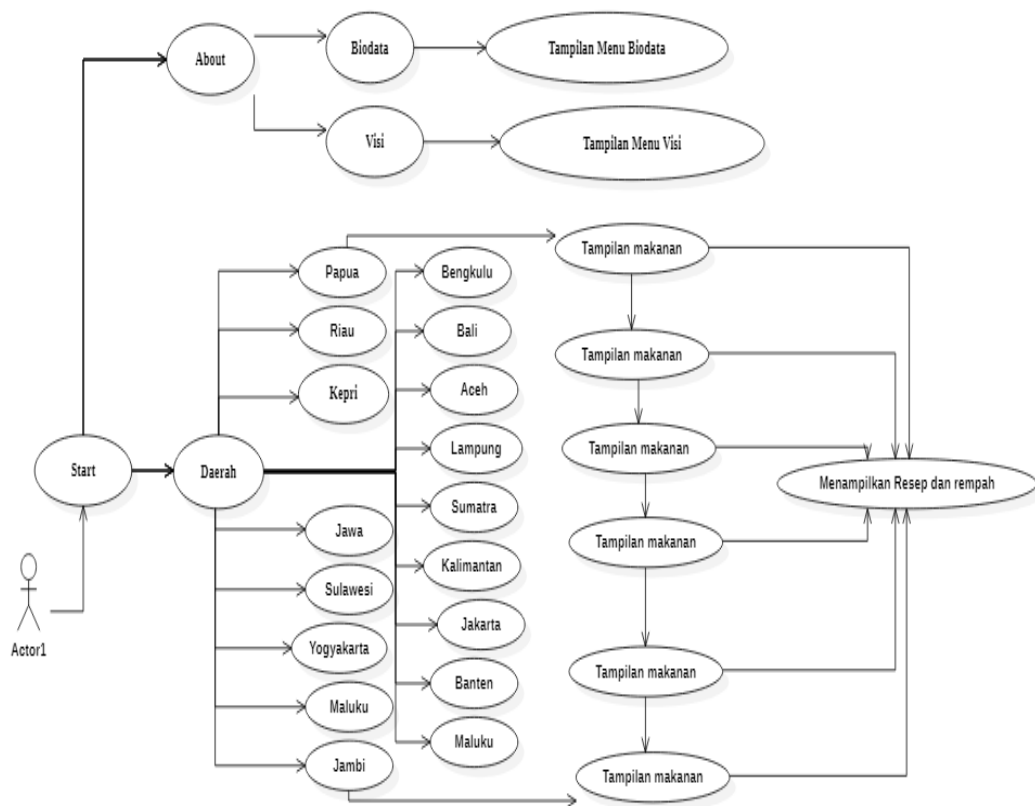 About
Biodata
Tampilan Menu Biodata
Visi
Tampilan Menu Visi
Papua
Riau
Kepri
Start
Daerah
Jawa
Sulawesi
Yogyakarta
Maluku
Jambi
Bengkulu
Bali
Aceh
Lampung
Sumatra
Kalimantan
Jakarta
Banten
Maluku
Tampilan makanan
Tampilan makanan
Tampilan makanan
Tampilan makanan
Tampilan makanan
Tampilan makanan
Menampilkan Resep dan rempah
Actor1